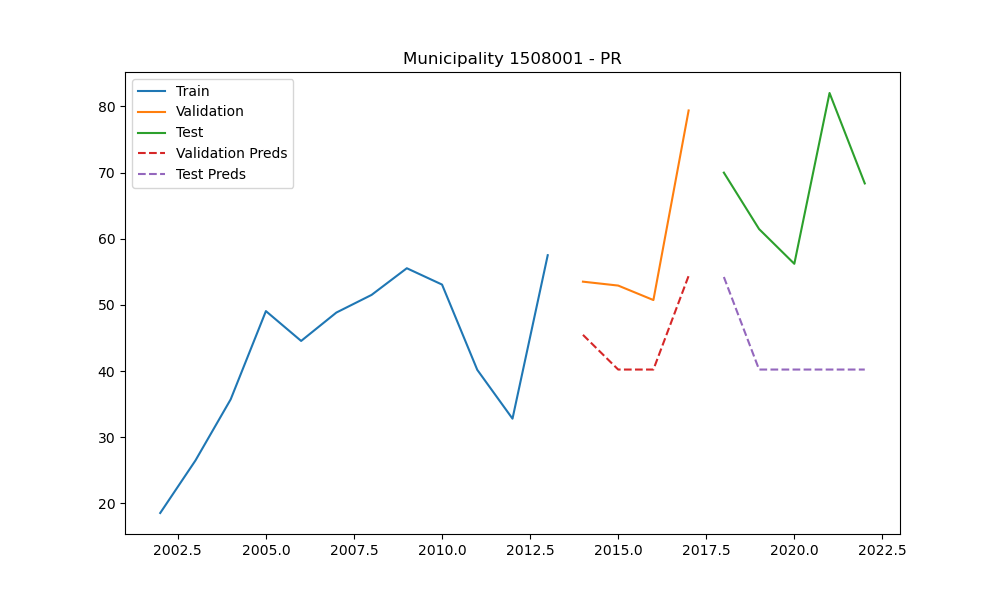 Municipality 1508001 - PR
Train
Validation
Test
Validation Preds
Test Preds
80
70
60
50
40
30
20
2002.5 2005.0 2007.5 2010.0 2012.5 2015.0 2017.5 2020.0 2022.5